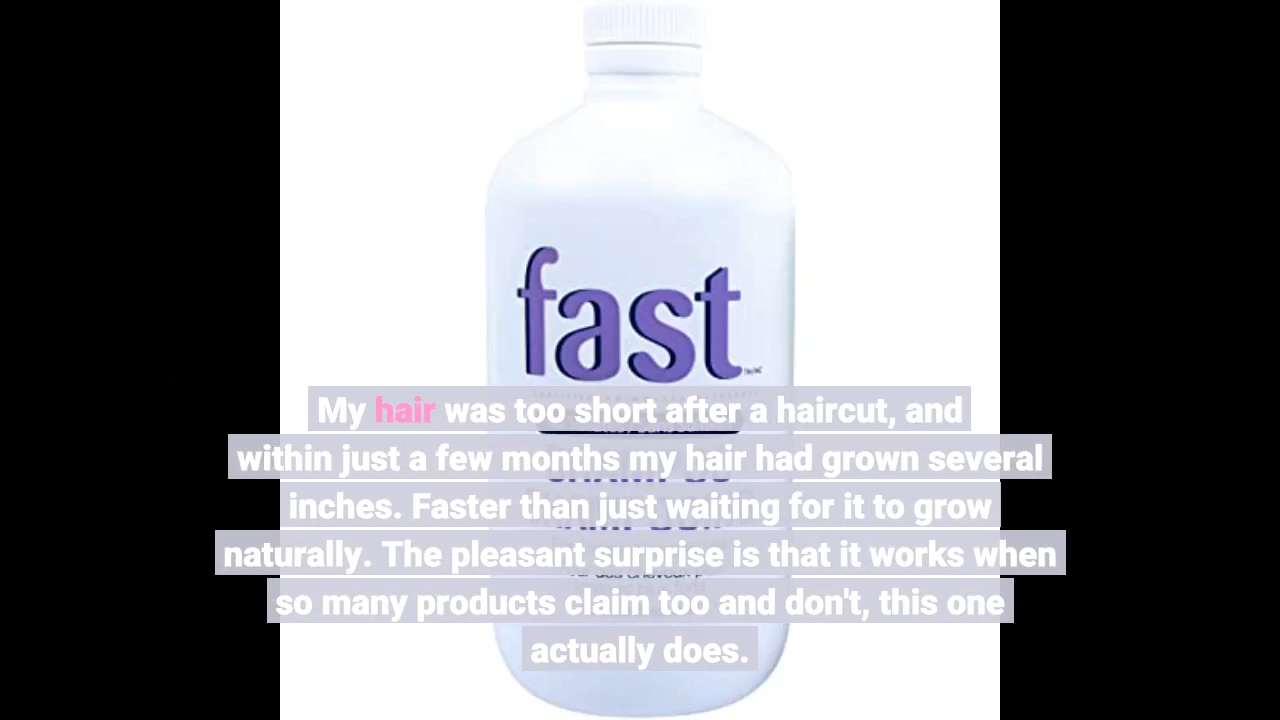 fast
My hair was too short after a haircut, and
within just a few months my hair had grown several
inches. Faster than just waiting for it to grow
naturally. The pleasant surprise is that it works when
so many products claim too and don't, this one
actually does.